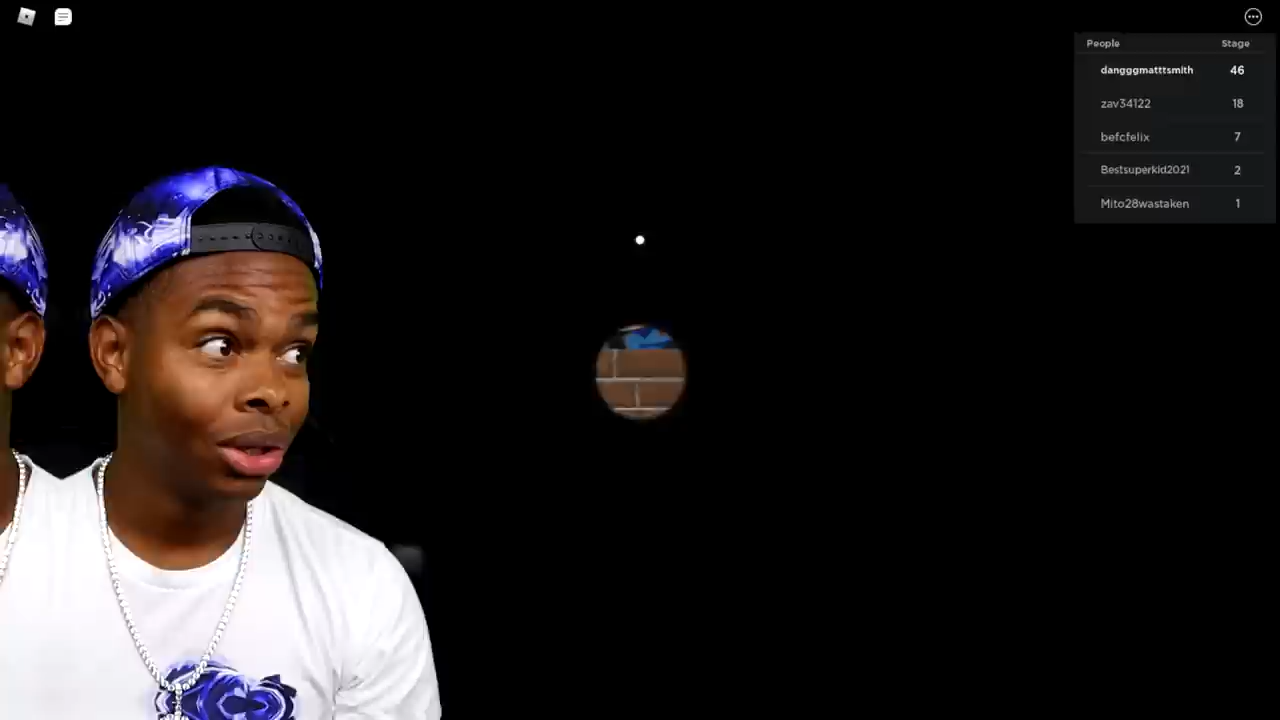 People Stage
dangggmatttsmith 46
zav34122 18
befcfelix 7
Bestsuperkid2021 2
Mito28wastaken 1